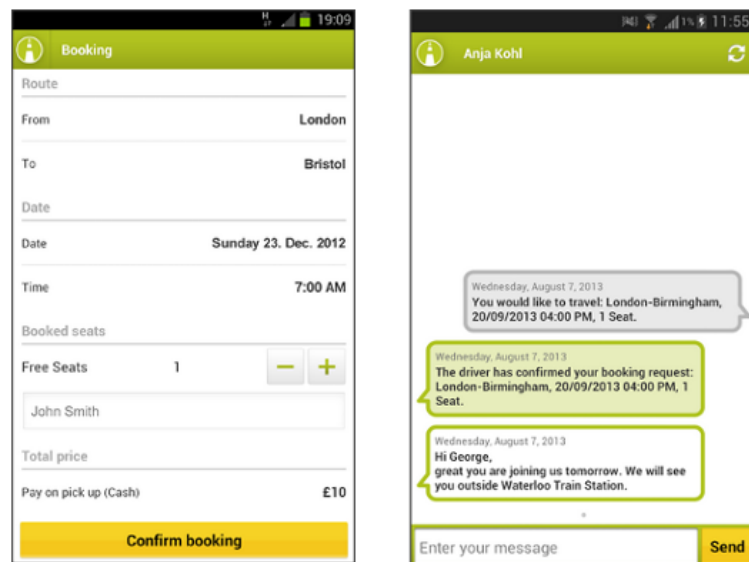 19:09
Booking
Route
From London
To Bristol
Date
Date Sunday 23. Dec. 2012
Time 7:00 AM
Booked seats
Free Seats 1 − +
John Smith
Total price
Pay on pick up (Cash) £10
Confirm booking
1% 11:55
Anja Kohl
Wednesday, August 7, 2013
You would like to travel: London-Birmingham,
20/09/2013 04:00 PM, 1 Seat.
Wednesday, August 7, 2013
The driver has confirmed your booking request:
London-Birmingham, 20/09/2013 04:00 PM, 1
Seat.
Wednesday, August 7, 2013
Hi George,
great you are joining us tomorrow. We will see
you outside Waterloo Train Station.
Enter your message Send